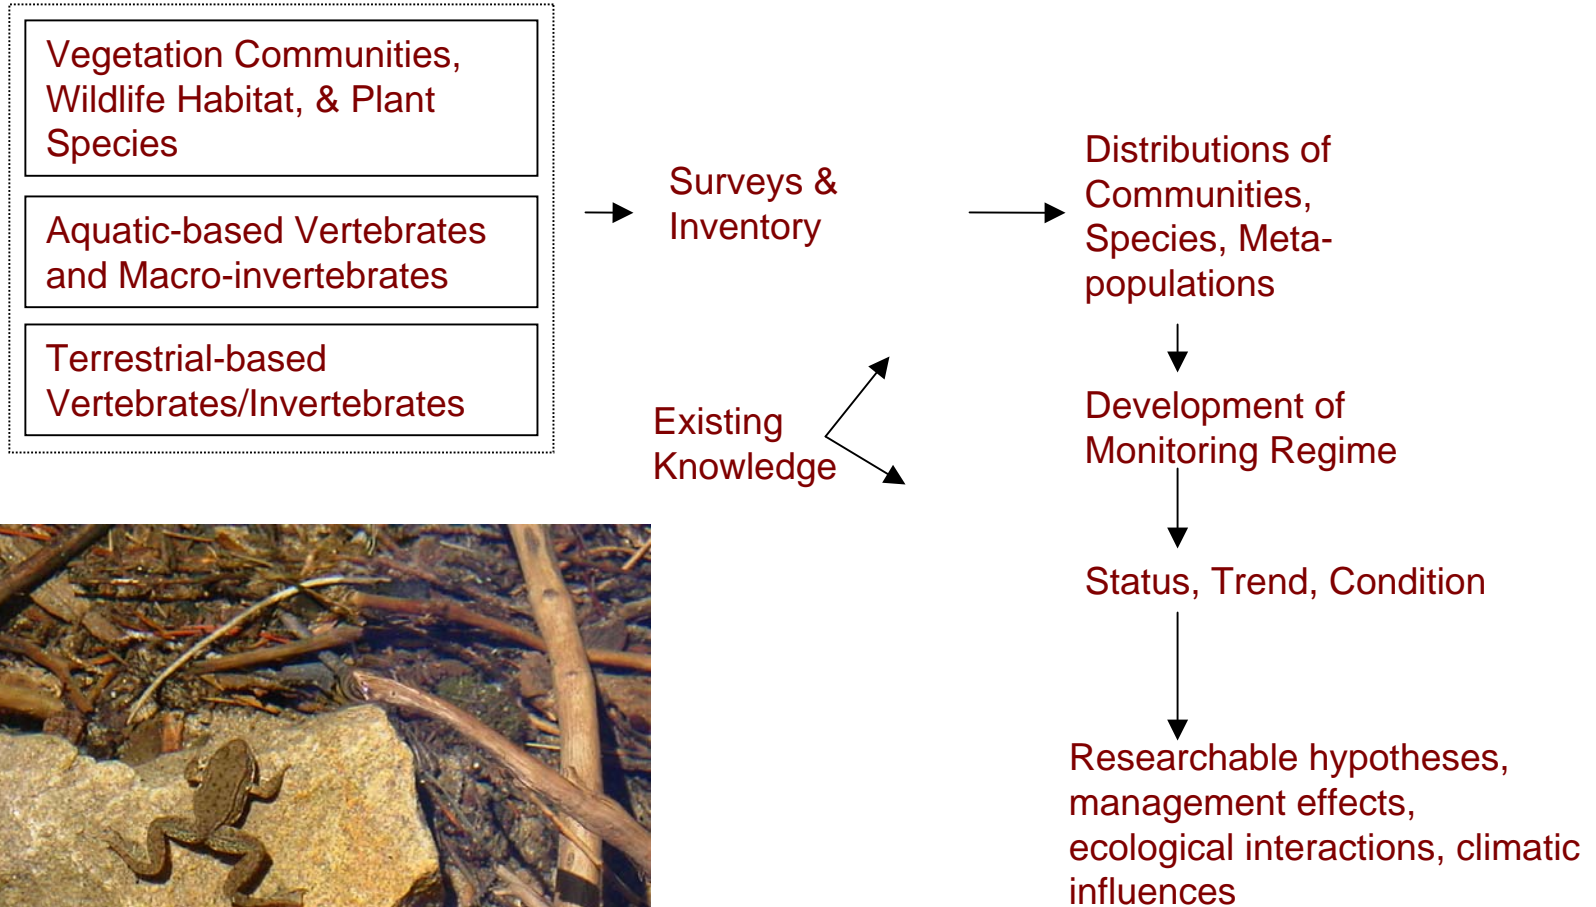 Vegetation Communities,
Wildlife Habitat, & Plant
Species
Aquatic-based Vertebrates
and Macro-invertebrates
Terrestrial-based
Vertebrates/Invertebrates
Surveys &
Inventory
Existing
Knowledge
Distributions of
Communities,
Species, Meta-
populations
Development of
Monitoring Regime
Status, Trend, Condition
Researchable hypotheses,
management effects,
ecological interactions, climatic
influences